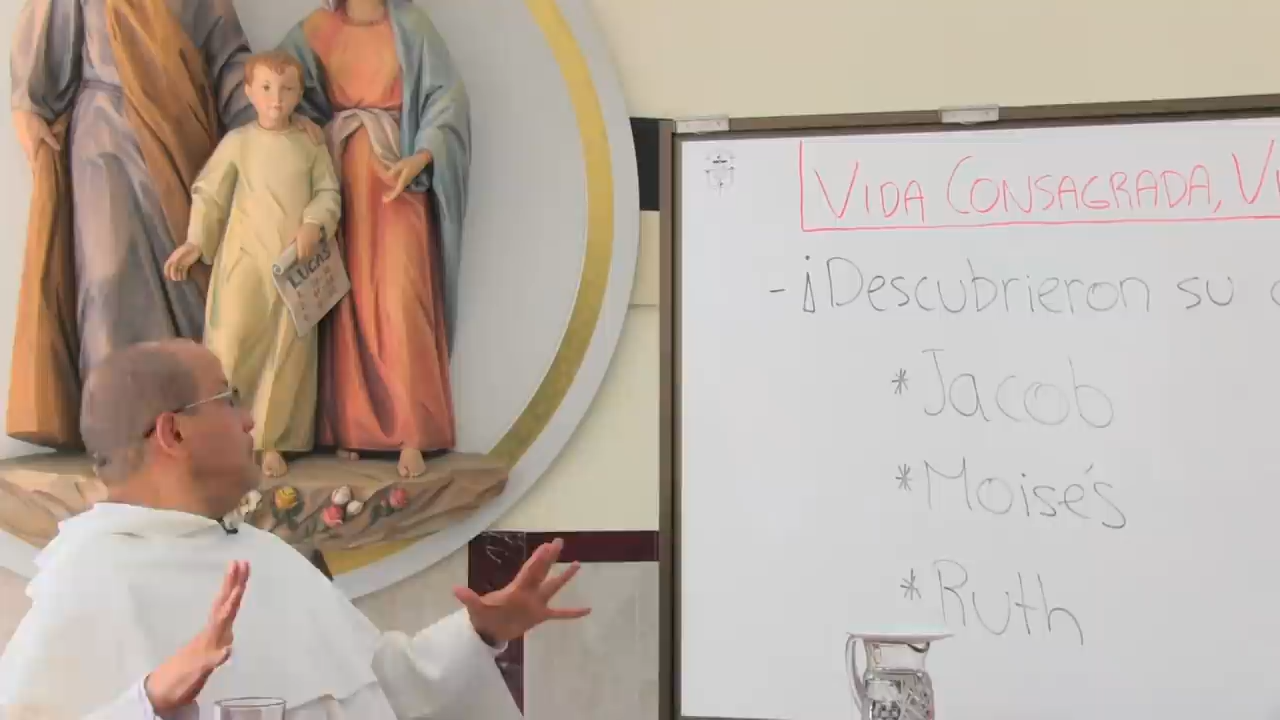 LUCAS
VIDA CONSAGRADA,
- ¡Descubrieron su
* Jacob
* Moisés
* Ruth